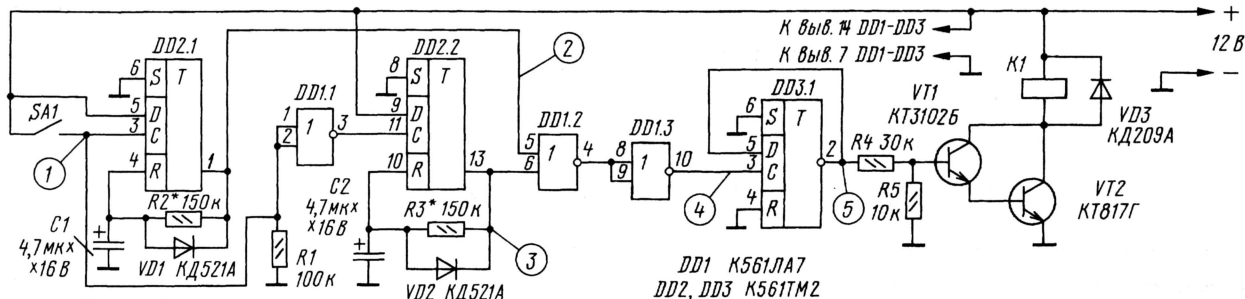 К выв. 14 DD1-DD3
К выв. 7 DD1-DD3
+
12 В
−
DD2.1
6
S
T
5
D
3
C
4
R
1
SA1
1
R2* 150к
C1
4,7мк×
×16В
VD1 КД521А
DD1.1
1
2
1
3
R1
100к
DD2.2
8
S
T
9
D
11
C
10
R
13
C2
4,7мк×
×16В
R3* 150к
VD2 КД521А
3
2
DD1.2
5
6
1
4
DD1.3
8
9
1
10
4
DD3.1
6
S
T
5
D
3
C
4
R
2
5
R4 30к
R5
10к
VT1
КТ3102Б
K1
VD3
КД209А
VT2
КТ817Г
DD1 К561ЛА7
DD2, DD3 К561ТМ2